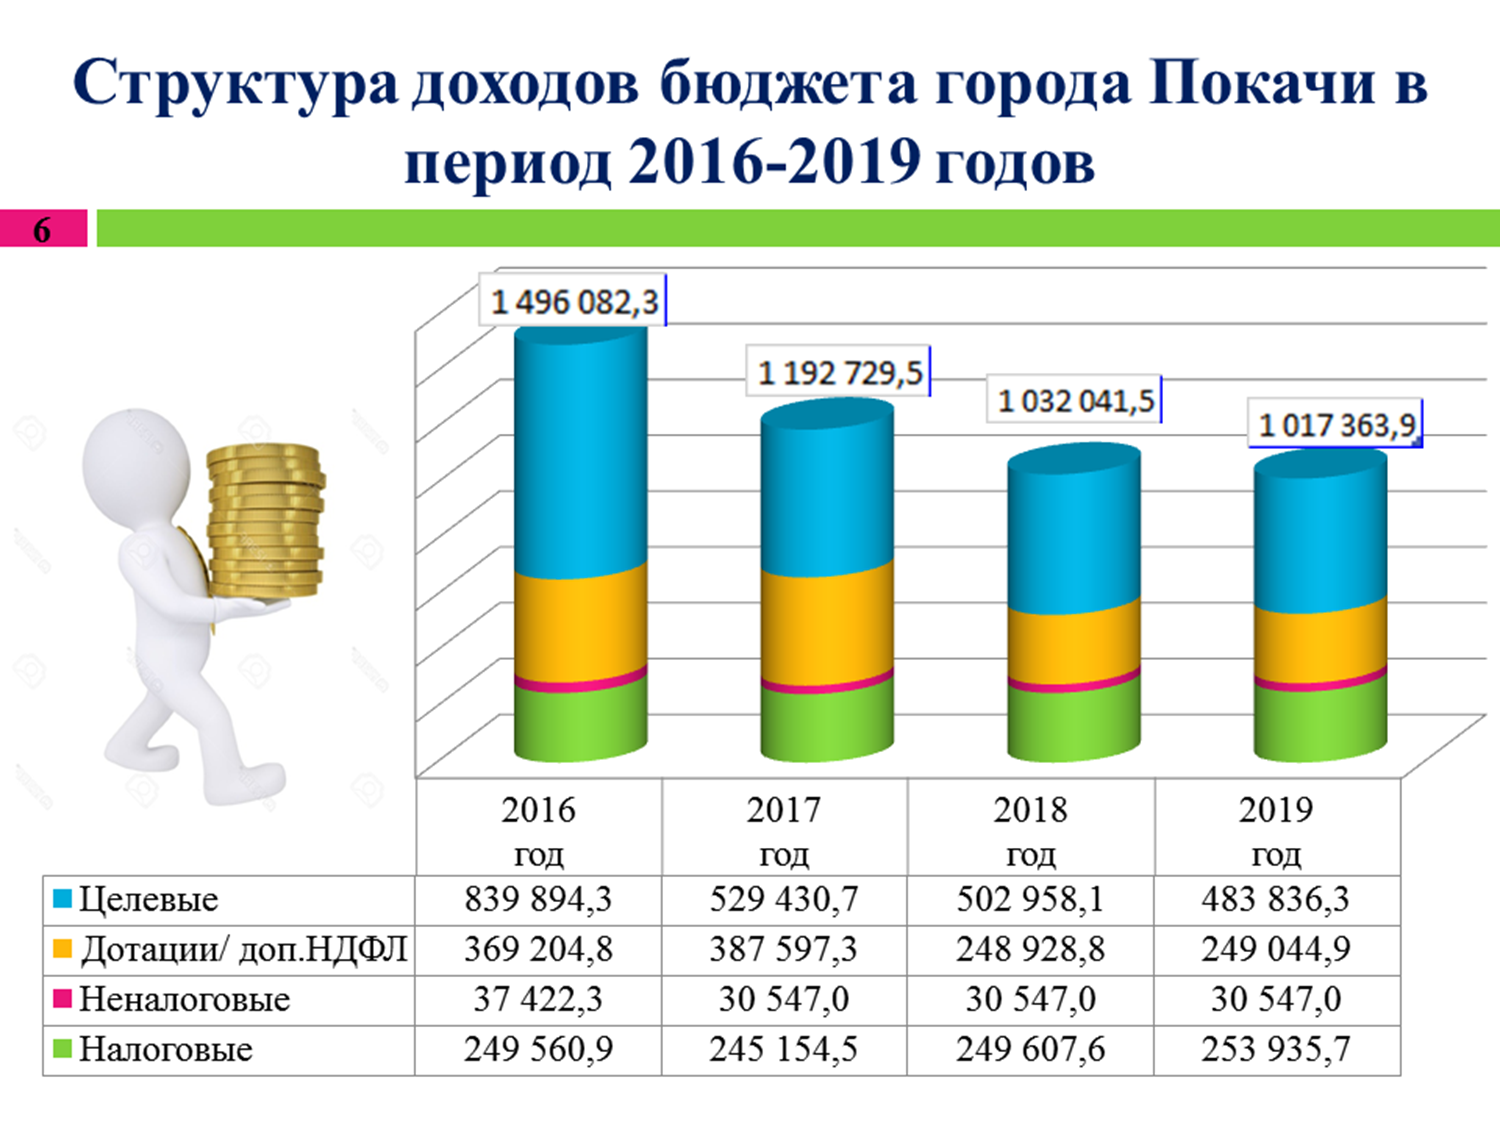 Структура доходов бюджета города Покачи в
период 2016-2019 годов
6
1 496 082,3
1 192 729,5
1 032 041,5
1 017 363,9
2016 год
2017 год
2018 год
2019 год
Целевые 839 894,3 529 430,7 502 958,1 483 836,3
Дотации/ доп.НДФЛ 369 204,8 387 597,3 248 928,8 249 044,9
Неналоговые 37 422,3 30 547,0 30 547,0 30 547,0
Налоговые 249 560,9 245 154,5 249 607,6 253 935,7